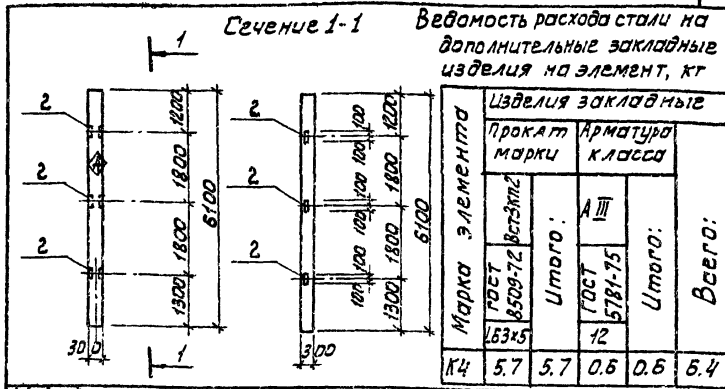 Сечение 1-1
1
1
2
2
2
1200
1800
1800
1300
6100
300
2
2
2
100
100
100
100
100
100
1200
1800
1800
1300
6100
300
Ведомость расхода стали на
дополнительные закладные
изделия на элемент, кг
Марка элемента
Изделия закладные
Прокат
марки
Арматура
класса
Всего:
ВСт3кп2
Итого:
А III
Итого:
ГОСТ
8509-72
ГОСТ
5781-75
L63×5
12
КЦ
5.7
5.7
0.6
0.6
6.4